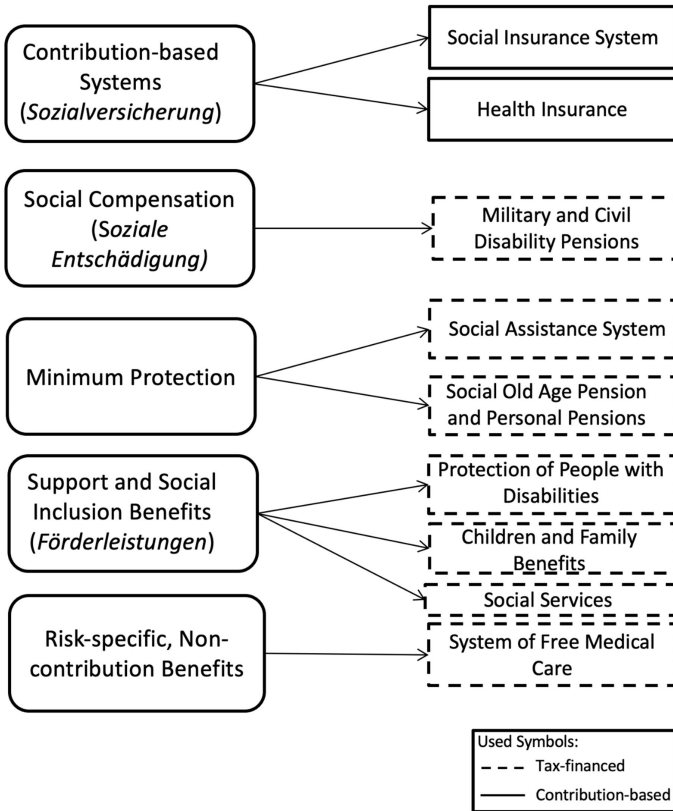 Contribution-based
Systems
(Sozialversicherung)
Social Insurance System
Health Insurance
Social Compensation
(Soziale
Entschädigung)
Military and Civil
Disability Pensions
Minimum Protection
Social Assistance System
Social Old Age Pension
and Personal Pensions
Support and Social
Inclusion Benefits
(Förderleistungen)
Protection of People with
Disabilities
Children and Family
Benefits
Social Services
Risk-specific, Non-
contribution Benefits
System of Free Medical
Care
Used Symbols:
Tax-financed
Contribution-based